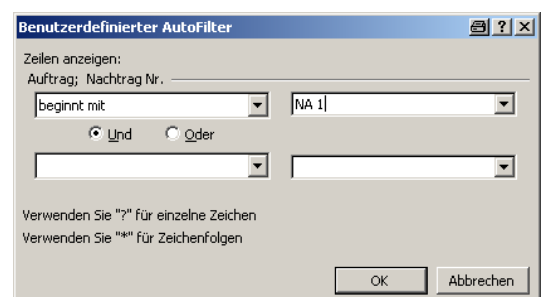 Benutzerdefinierter AutoFilter
Zeilen anzeigen:
Auftrag; Nachtrag Nr.
beginnt mit NA 1
Und Oder
Verwenden Sie "?" für einzelne Zeichen
Verwenden Sie "*" für Zeichenfolgen
OK Abbrechen